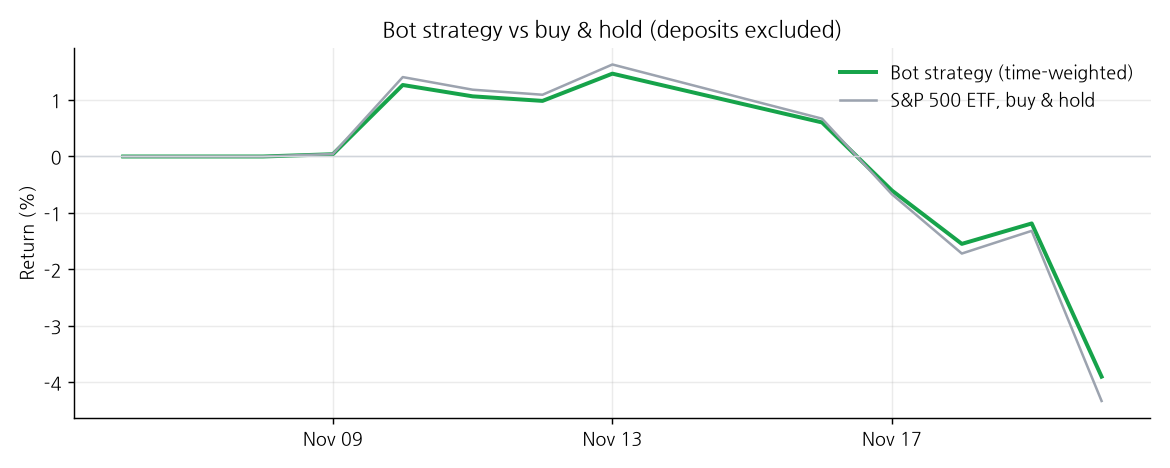 Bot strategy vs buy & hold (deposits excluded)
Bot strategy (time-weighted)
S&P 500 ETF, buy & hold
Return (%)
1
0
-1
-2
-3
-4
Nov 09
Nov 13
Nov 17